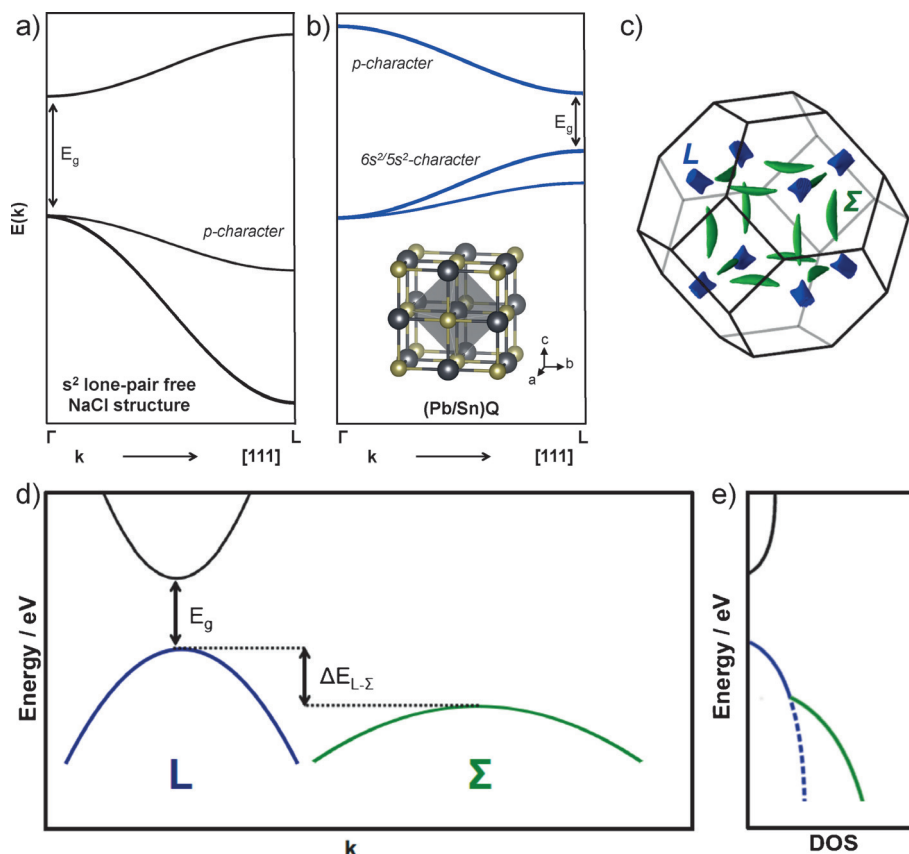 a)
E(k)
E_g
p-character
s² lone-pair free
NaCl structure
Γ
L
k
[111]
b)
p-character
E_g
6s²/5s²-character
c
b
a
(Pb/Sn)Q
Γ
L
k
[111]
c)
L
Σ
d)
Energy / eV
E_g
ΔE_L-Σ
L
Σ
k
e)
Energy / eV
DOS